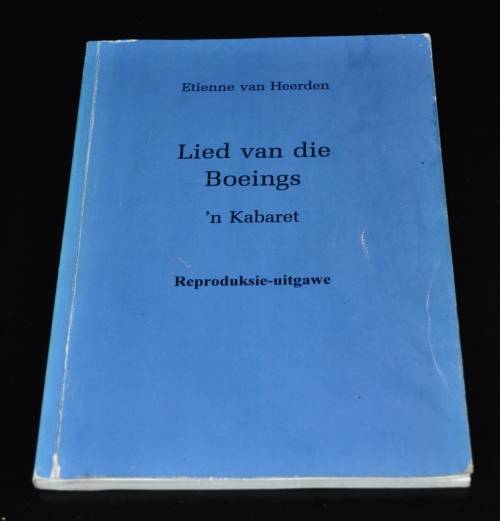 Etienne van Heerden
Lied van die
Boeings
'n Kabaret
Reproduksie-uitgawe